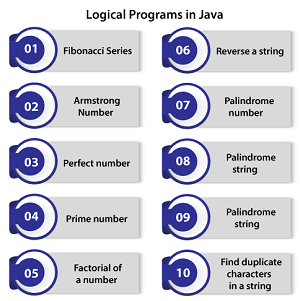 Logical Programs in Java
01
Fibonacci Series
02
Armstrong
Number
03
Perfect number
04
Prime number
05
Factorial of
a number
06
Reverse a string
07
Palindrome
number
08
Palindrome
string
09
Palindrome
string
10
Find duplicate
characters
in a string